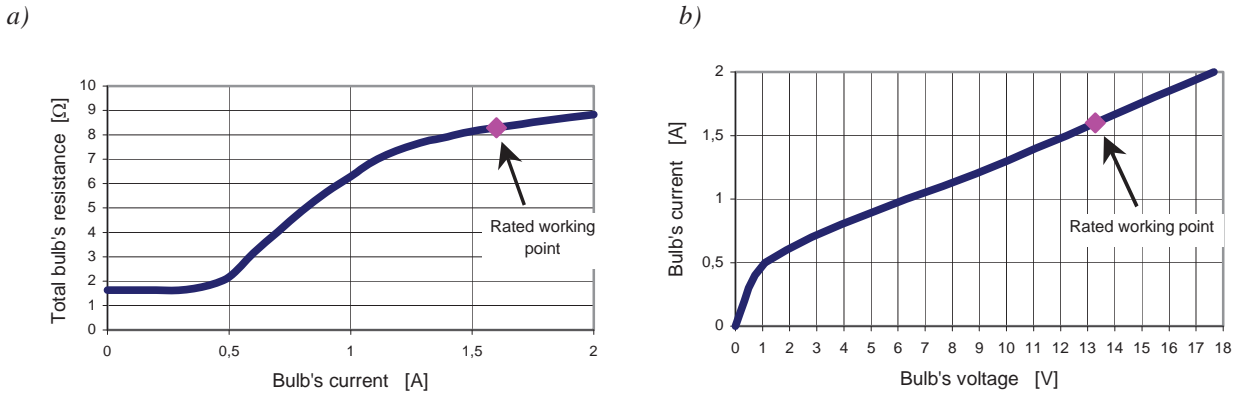 a)
Total bulb's resistance [Ω]
10
9
8
7
6
5
4
3
2
1
0
0
0,5
1
1,5
2
Rated working
point
Bulb's current [A]
b)
Bulb's current [A]
2
1,5
1
0,5
0
0 1 2 3 4 5 6 7 8 9 10 11 12 13 14 15 16 17 18
Rated working point
Bulb's voltage [V]